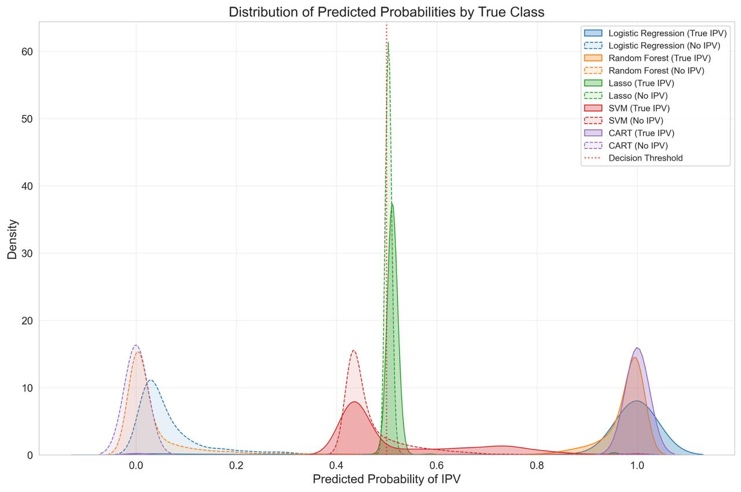 Distribution of Predicted Probabilities by True Class
Logistic Regression (True IPV)
Logistic Regression (No IPV)
Random Forest (True IPV)
Random Forest (No IPV)
Lasso (True IPV)
Lasso (No IPV)
SVM (True IPV)
SVM (No IPV)
CART (True IPV)
CART (No IPV)
Decision Threshold
Density
60
50
40
30
20
10
0
0.0 0.2 0.4 0.6 0.8 1.0
Predicted Probability of IPV